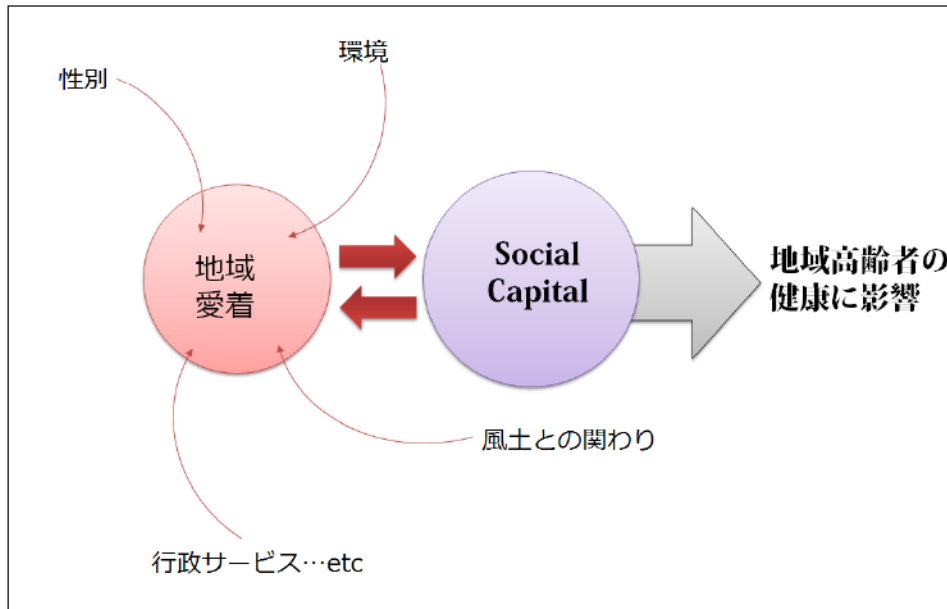 環境
性別
地域
愛着
Social
Capital
地域高齢者の
健康に影響
風土との関わり
行政サービス…etc